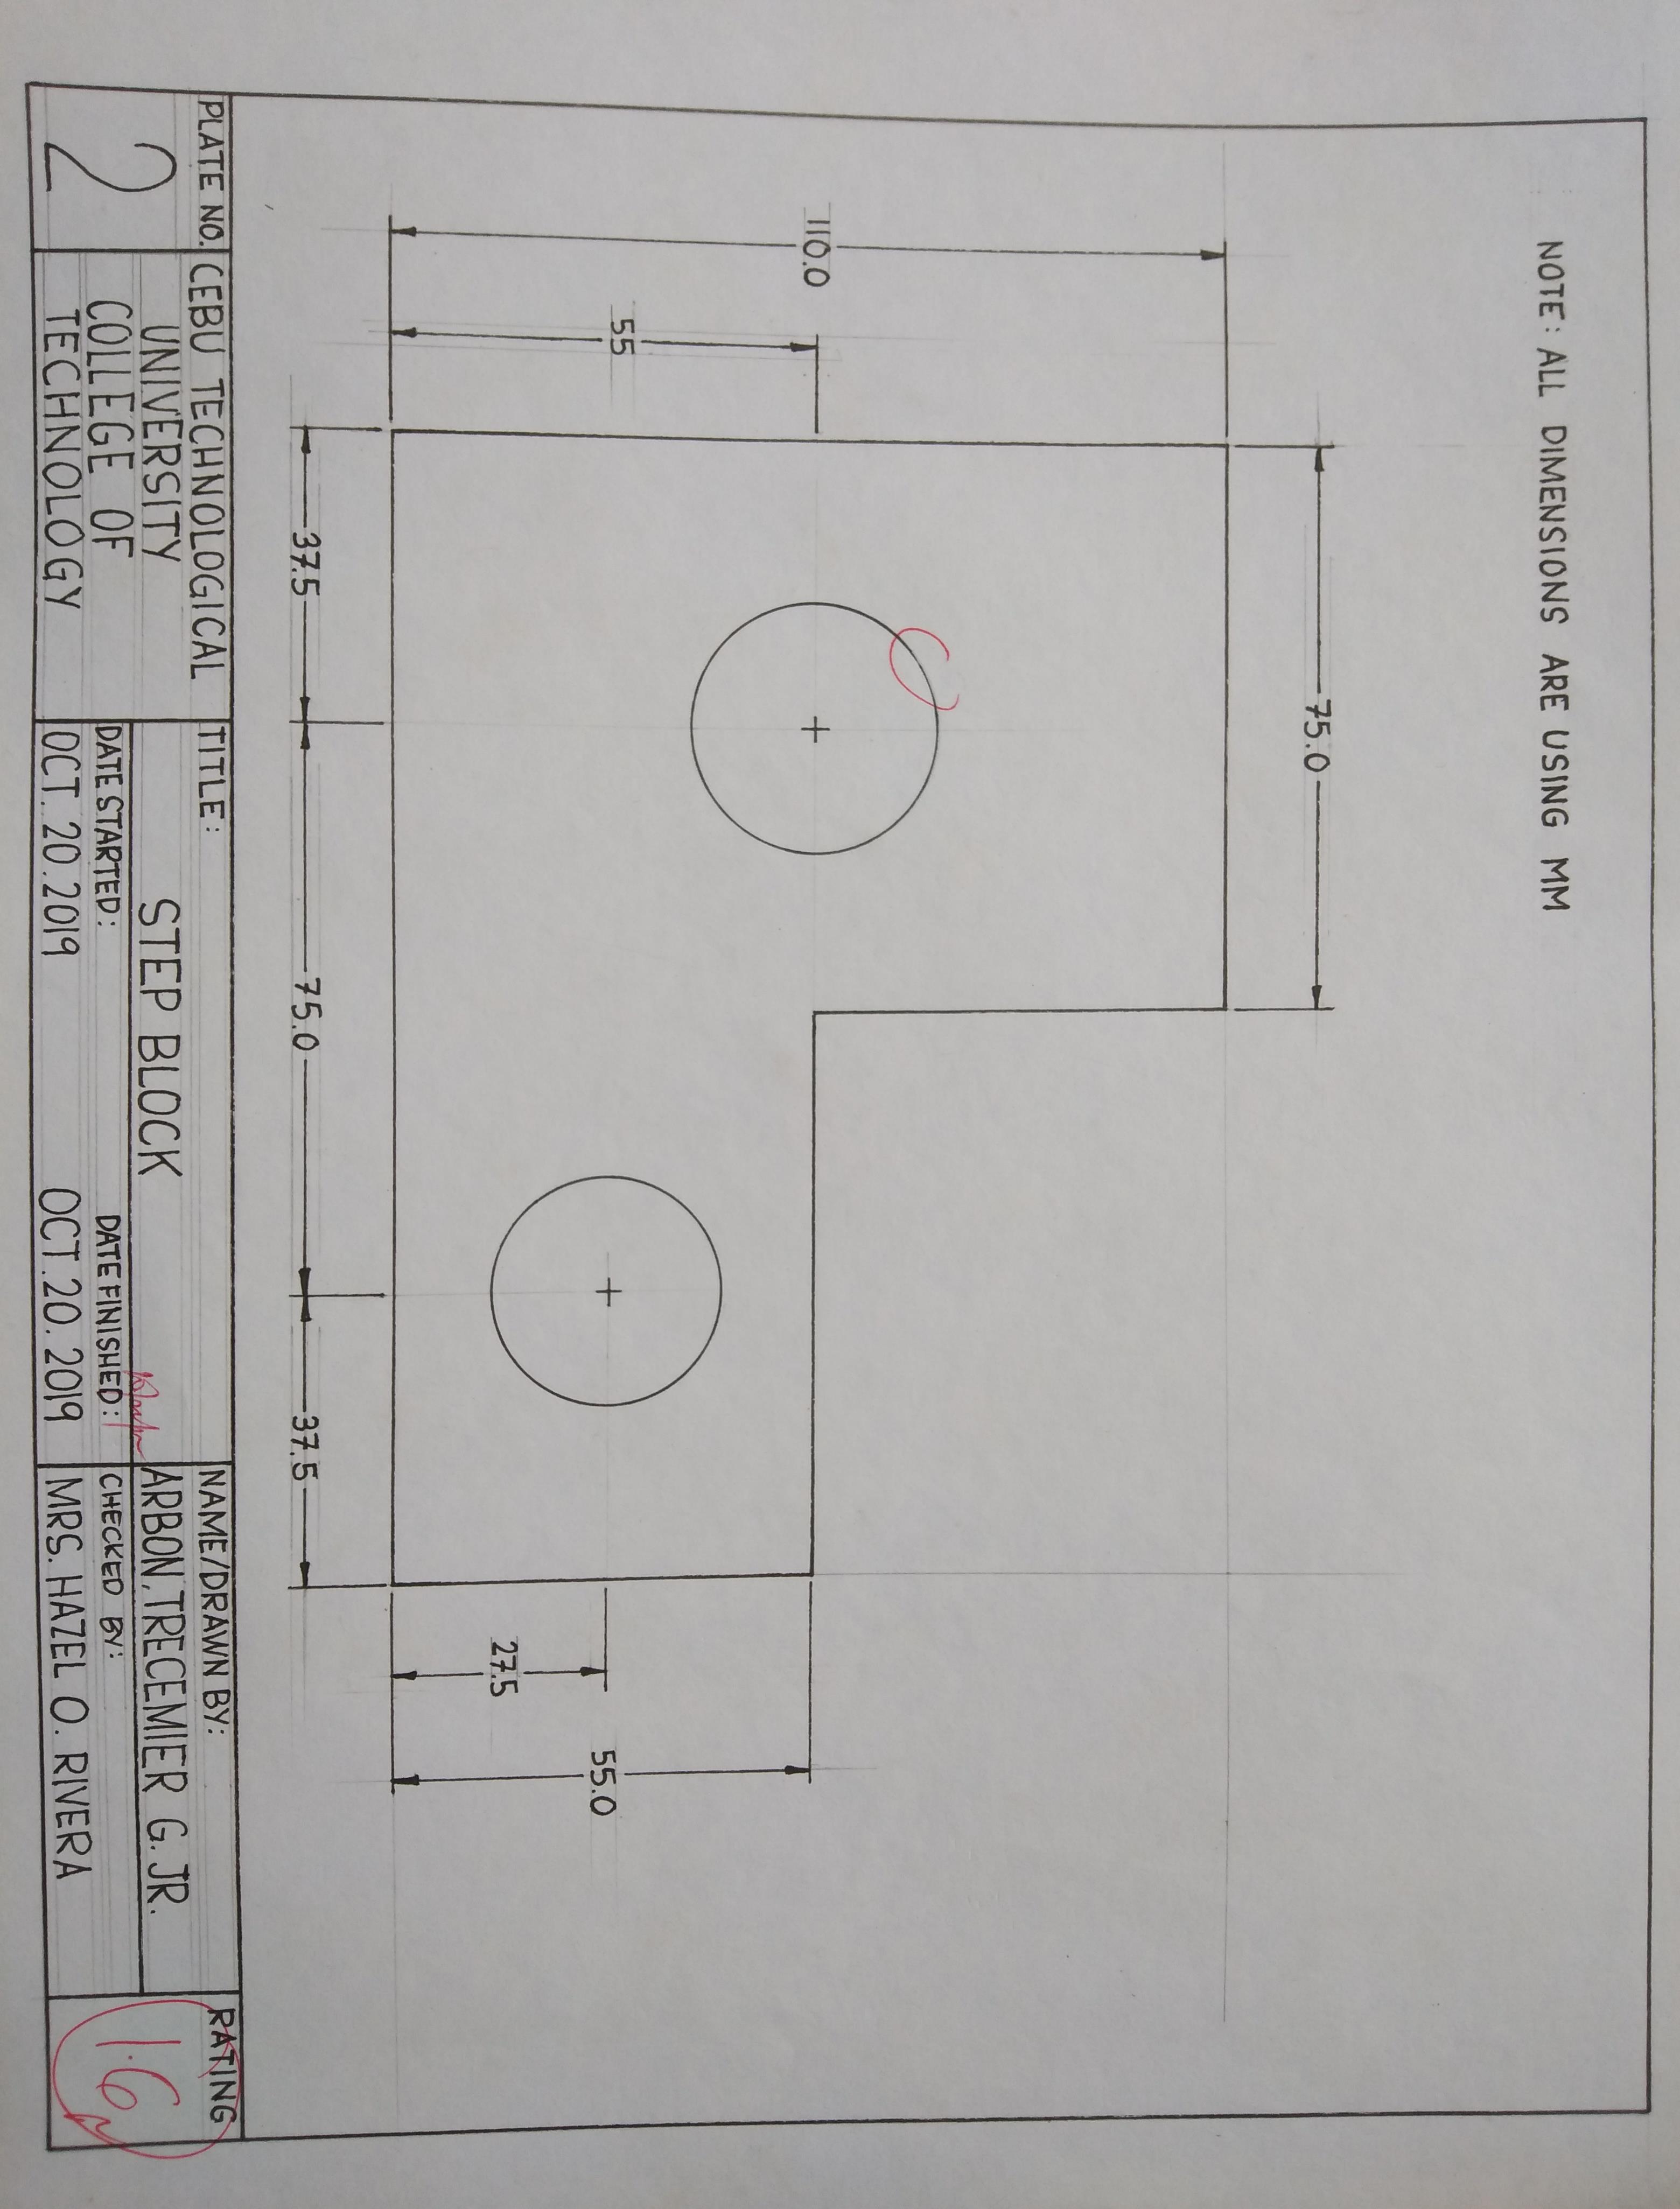 NOTE: ALL DIMENSIONS ARE USING MM
75.0
110.0
55
27.5
55.0
37.5
75.0
37.5
PLATE NO.
2
CEBU TECHNOLOGICAL
UNIVERSITY
COLLEGE OF
TECHNOLOGY
TITLE:
STEP BLOCK
DATE STARTED:
OCT. 20. 2019
DATE FINISHED:
OCT. 20. 2019
NAME/DRAWN BY:
ARBON, TRECEMIER G. JR.
CHECKED BY:
MRS. HAZEL O. RIVERA
RATING
1.6